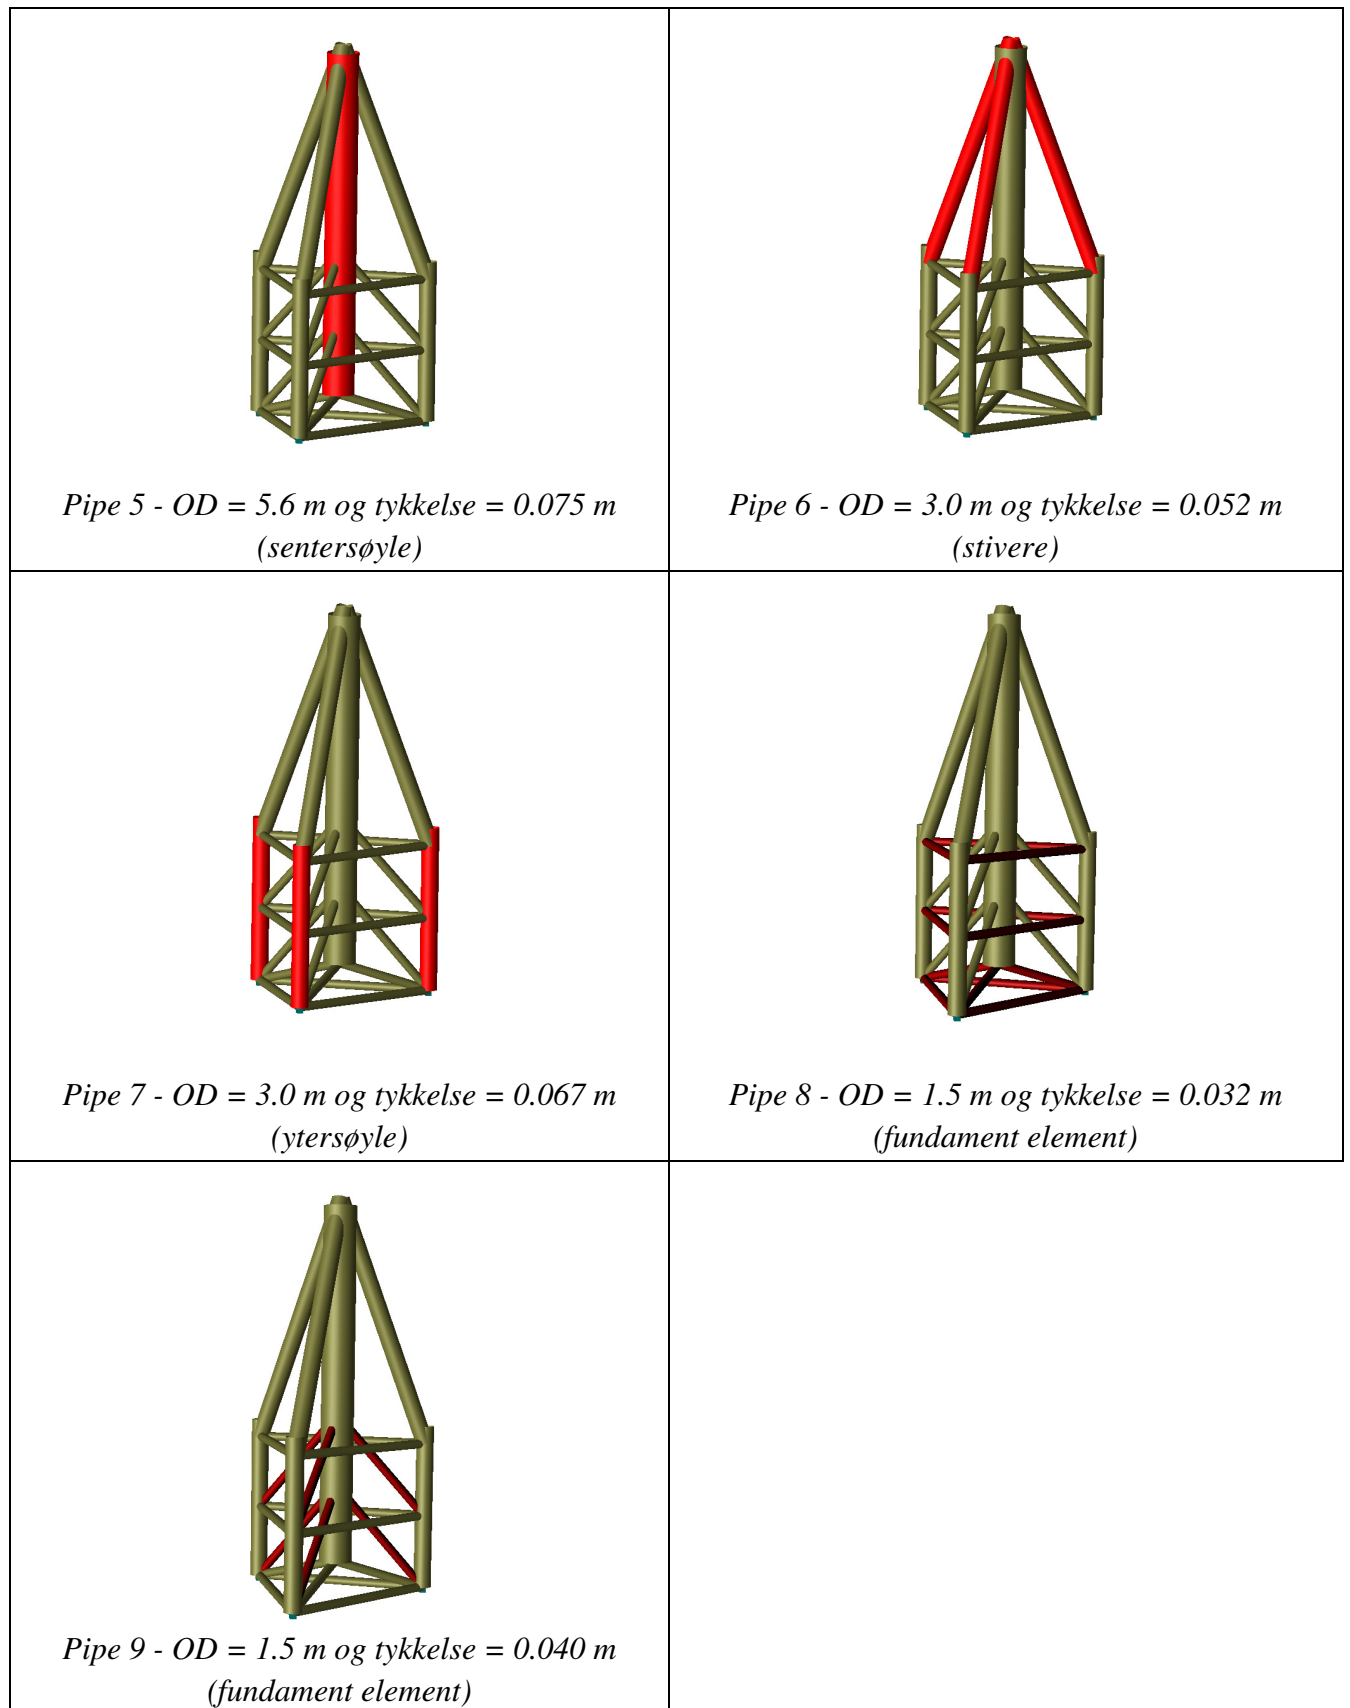 Pipe 5 - OD = 5.6 m og tykkelse = 0.075 m
(sentersøyle)
Pipe 6 - OD = 3.0 m og tykkelse = 0.052 m
(stivere)
Pipe 7 - OD = 3.0 m og tykkelse = 0.067 m
(ytersøyle)
Pipe 8 - OD = 1.5 m og tykkelse = 0.032 m
(fundament element)
Pipe 9 - OD = 1.5 m og tykkelse = 0.040 m
(fundament element)